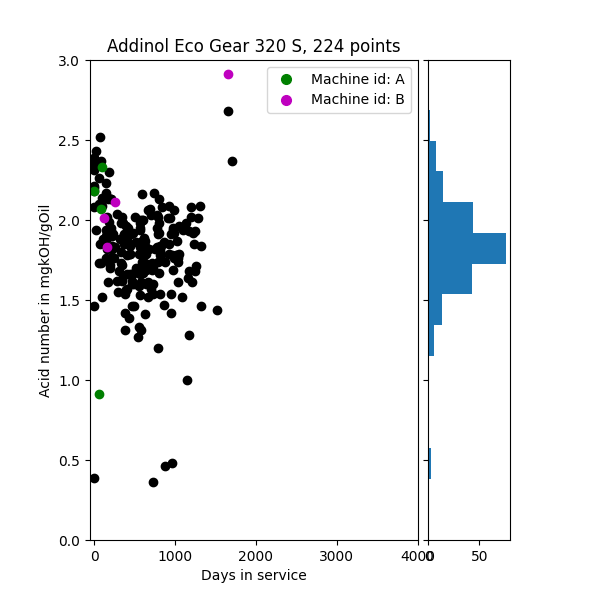 Addinol Eco Gear 320 S, 224 points
Machine id: A
Machine id: B
3.0
2.5
2.0
1.5
1.0
0.5
0.0
Acid number in mgkOH/gOil
0 1000 2000 3000 4000
0 50
Days in service